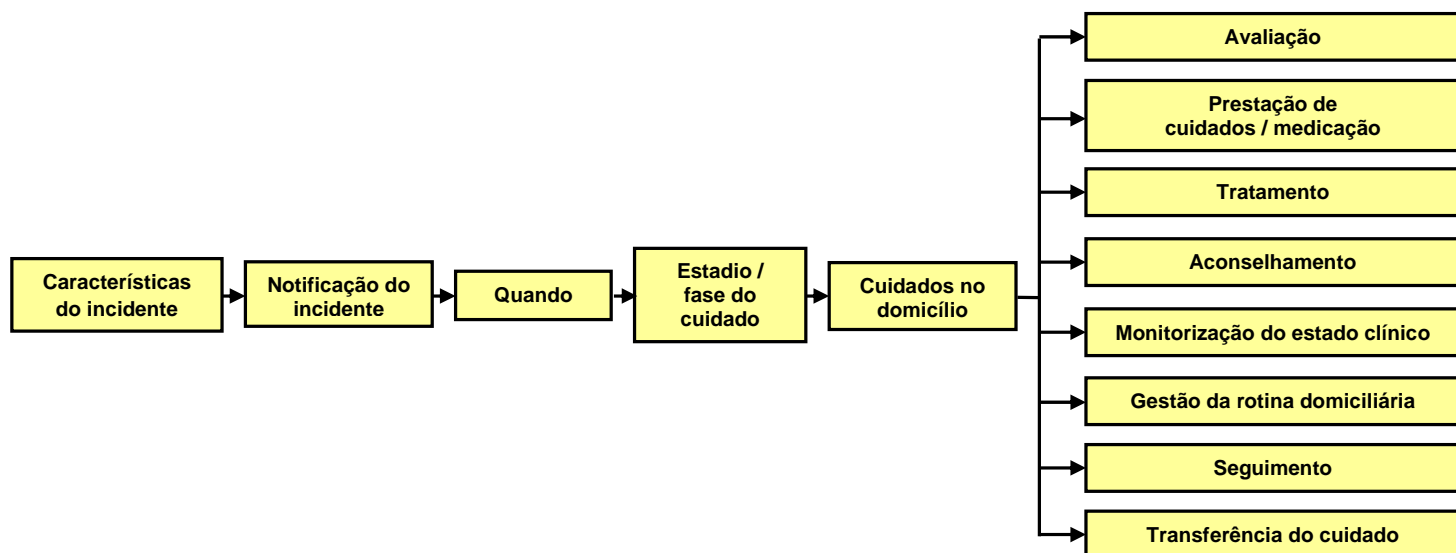 Características
do incidente
Notificação do
incidente
Quando
Estadio /
fase do
cuidado
Cuidados no
domicílio
Avaliação
Prestação de
cuidados / medicação
Tratamento
Aconselhamento
Monitorização do estado clínico
Gestão da rotina domiciliária
Seguimento
Transferência do cuidado